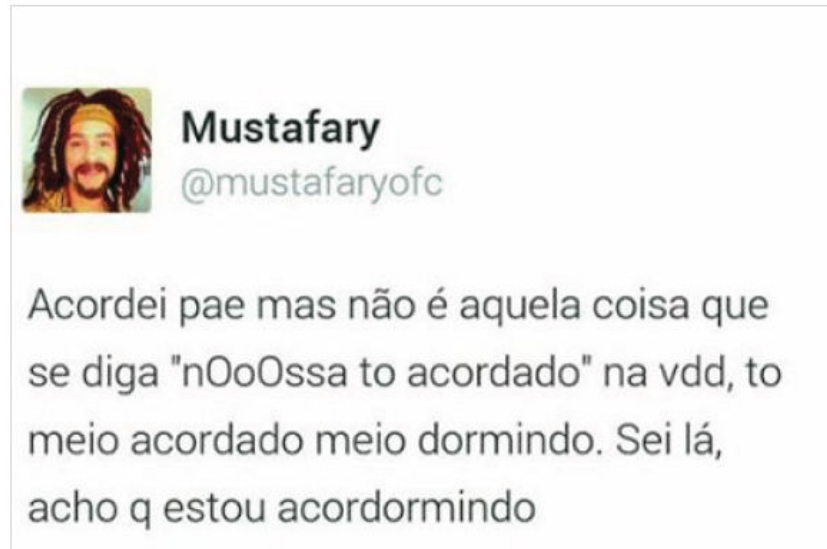 Mustafary
@mustafaryofc
Acordei pae mas não é aquela coisa que
se diga "nOoOssa to acordado" na vdd, to
meio acordado meio dormindo. Sei lá,
acho q estou acordormindo